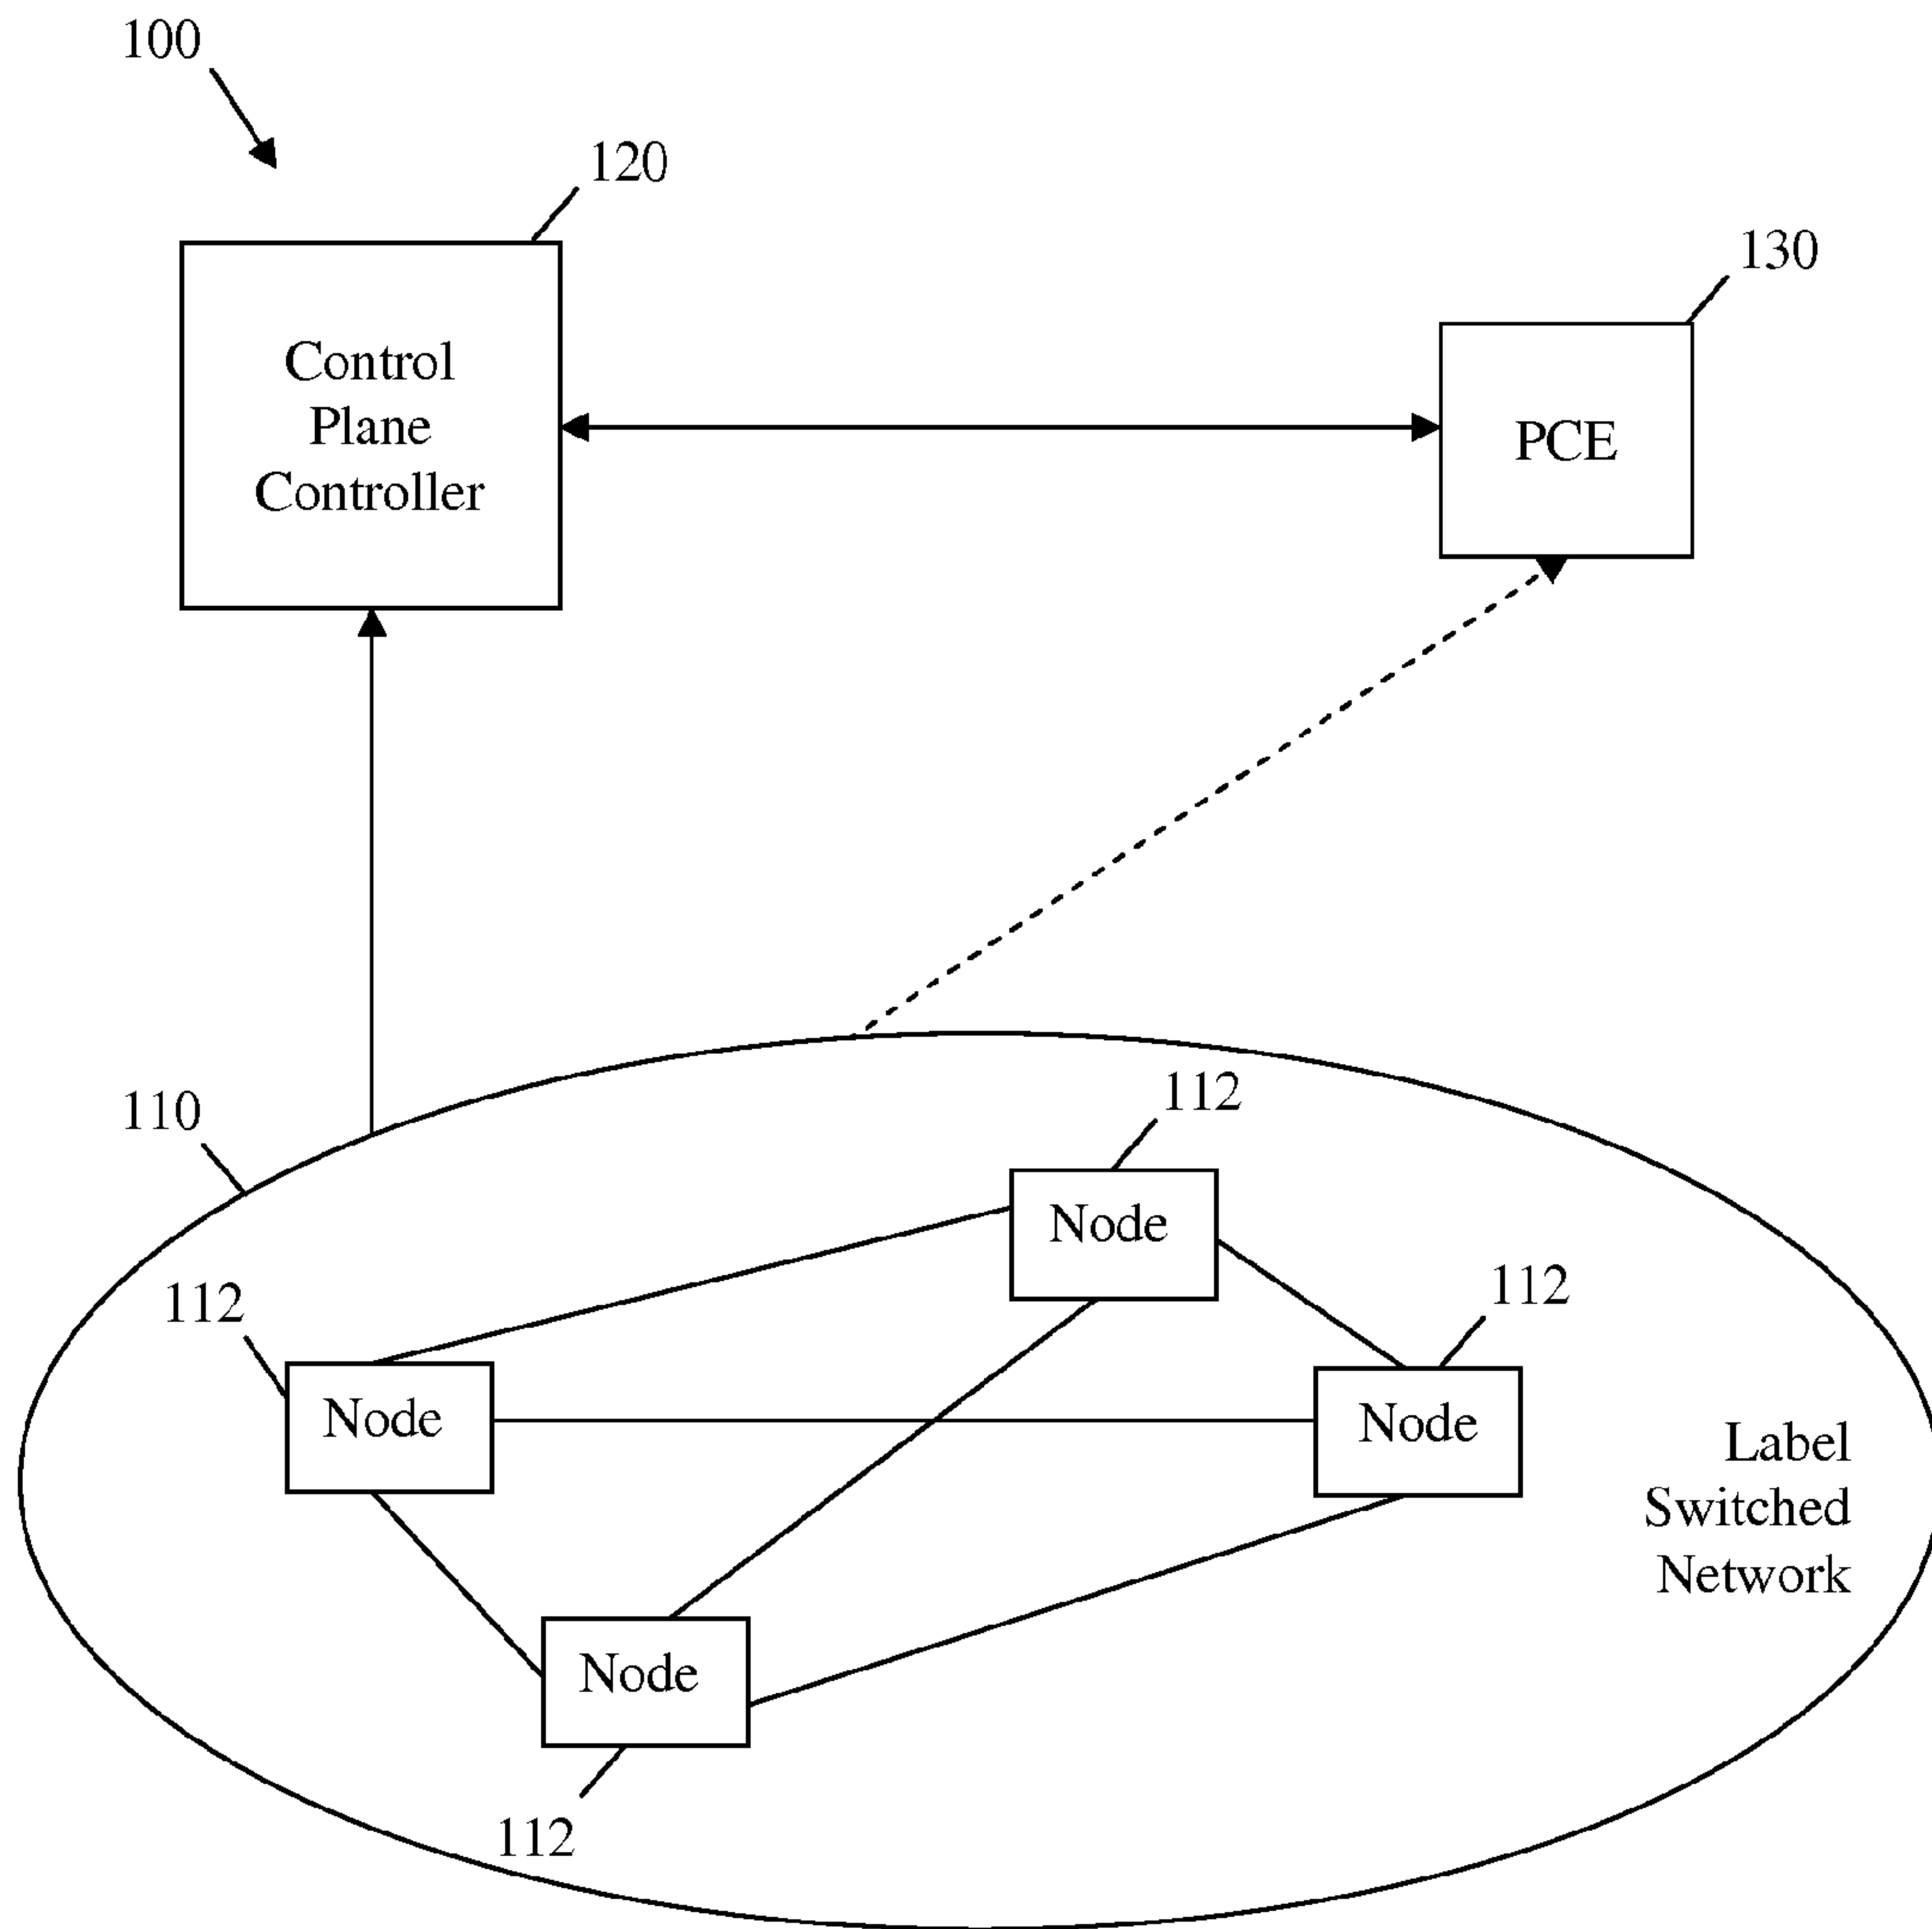 100
120
130
Control
Plane
Controller
PCE
110
112
Node
112
112
Node
Node
Label
Switched
Network
Node
112